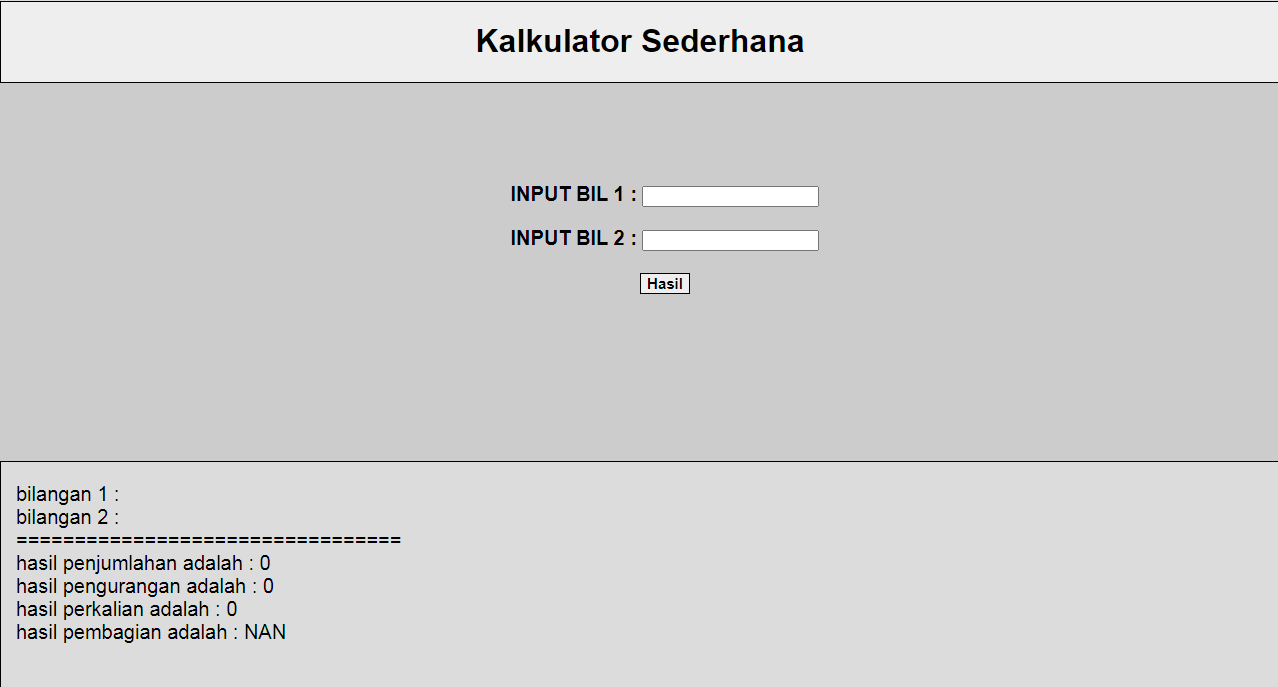 Kalkulator Sederhana
INPUT BIL 1 :
INPUT BIL 2 :
Hasil
bilangan 1 :
bilangan 2 :
=================================
hasil penjumlahan adalah : 0
hasil pengurangan adalah : 0
hasil perkalian adalah : 0
hasil pembagian adalah : NAN